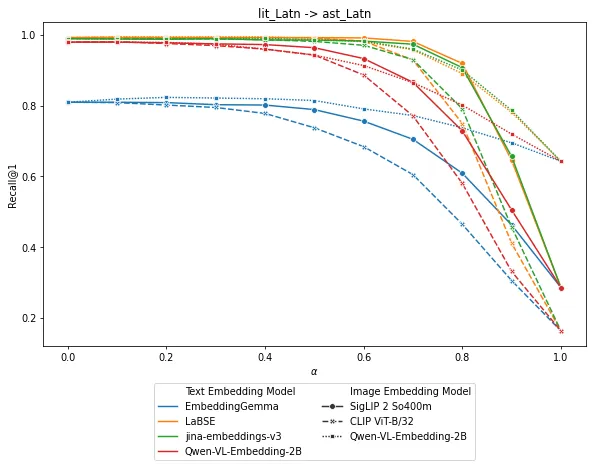 lit_Latn -> ast_Latn
Recall@1
1.0
0.8
0.6
0.4
0.2
0.0 0.2 0.4 0.6 0.8 1.0
α
Text Embedding Model Image Embedding Model
EmbeddingGemma SigLIP 2 So400m
LaBSE CLIP ViT-B/32
jina-embeddings-v3 Qwen-VL-Embedding-2B
Qwen-VL-Embedding-2B